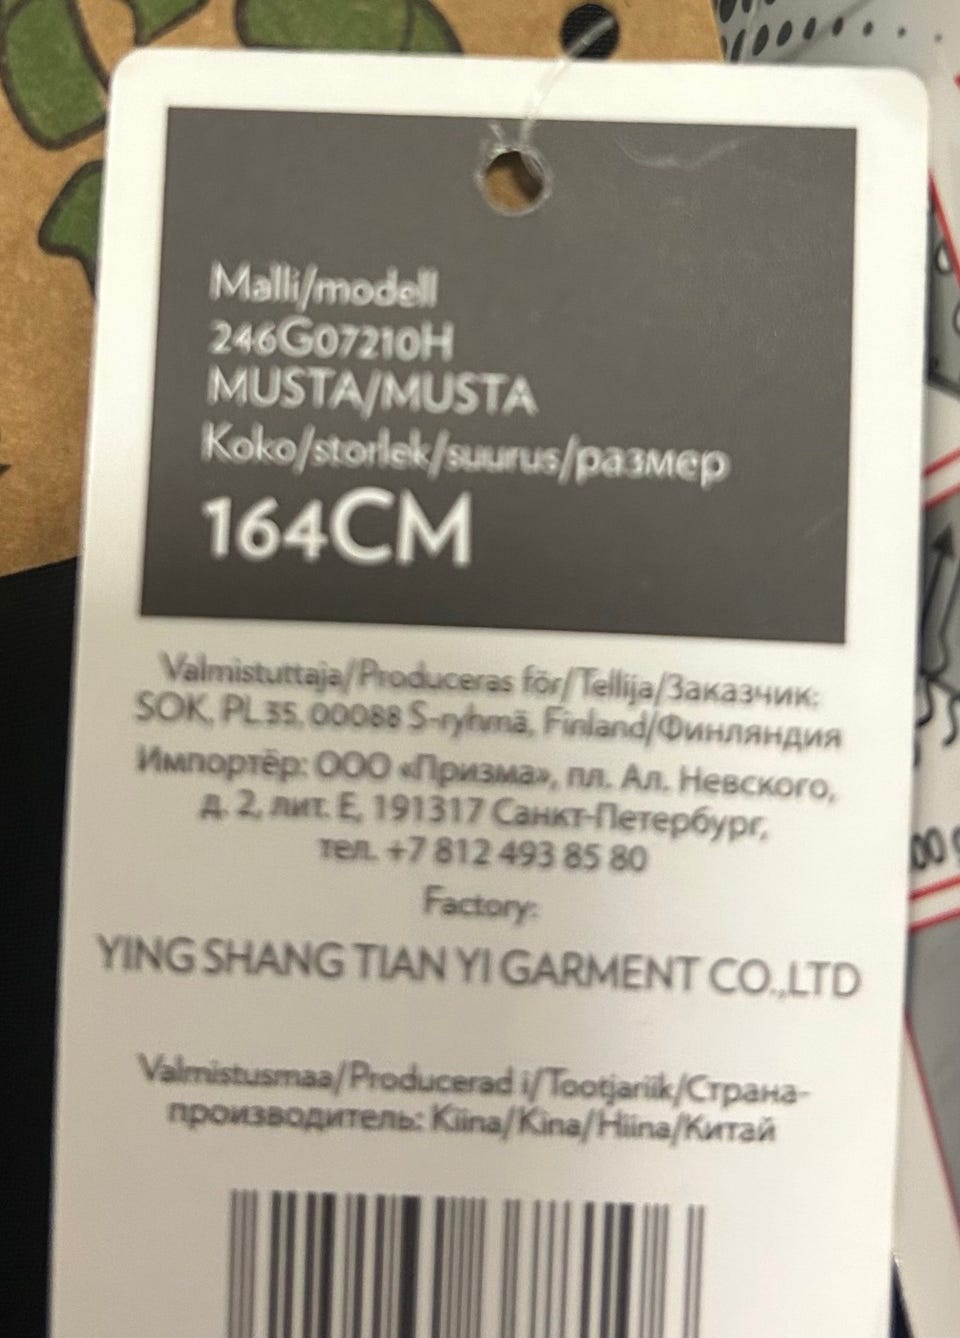 Malli/modell
246G07210H
MUSTA/MUSTA
Koko/storlek/suurus/размер
164CM
Valmistuttaja/Produceras för/Tellija/Заказчик:
SOK, PL 35, 00088 S-ryhmä, Finland/Финляндия
Импортёр: ООО «Призма», пл. Ал. Невского,
д. 2, лит. Е, 191317 Санкт-Петербург,
тел. +7 812 493 85 80
Factory:
YING SHANG TIAN YI GARMENT CO.,LTD
Valmistusmaa/Producerad i/Tootjariik/Страна-
производитель: Kiina/Kina/Hiina/Китай